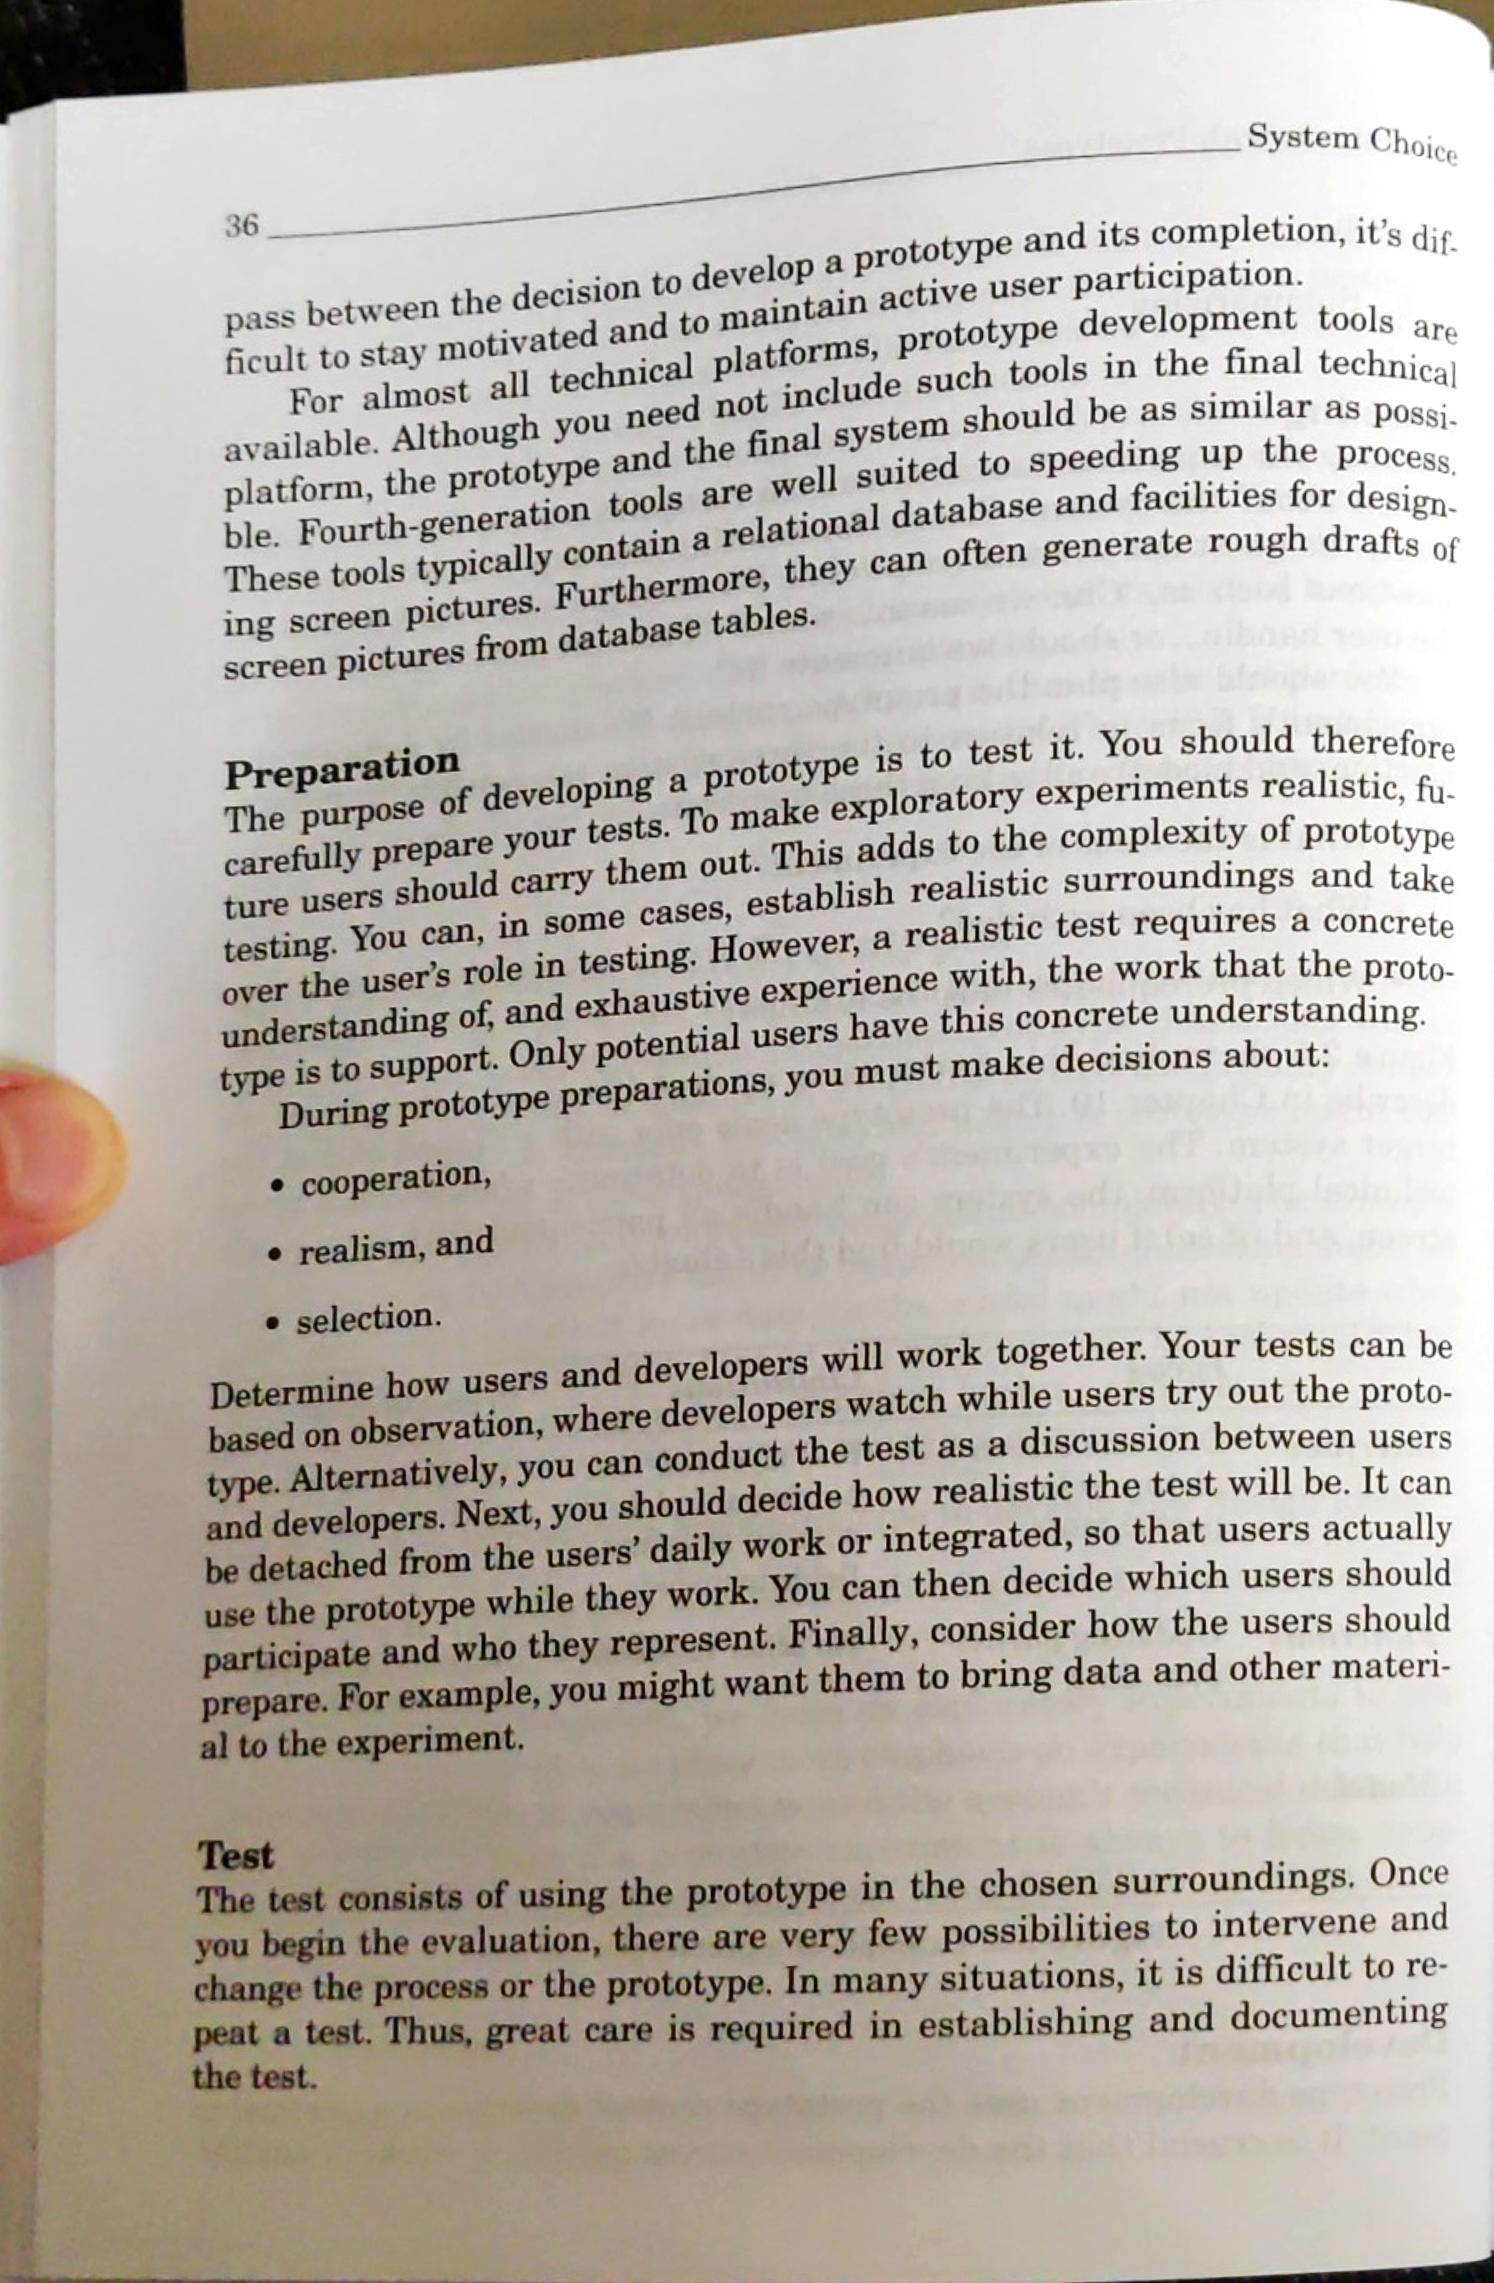 36 System Choice
pass between the decision to develop a prototype and its completion, it's dif-
ficult to stay motivated and to maintain active user participation.
For almost all technical platforms, prototype development tools are
available. Although you need not include such tools in the final technical
platform, the prototype and the final system should be as similar as possi-
ble. Fourth-generation tools are well suited to speeding up the process.
These tools typically contain a relational database and facilities for design-
ing screen pictures. Furthermore, they can often generate rough drafts of
screen pictures from database tables.
Preparation
The purpose of developing a prototype is to test it. You should therefore
carefully prepare your tests. To make exploratory experiments realistic, fu-
ture users should carry them out. This adds to the complexity of prototype
testing. You can, in some cases, establish realistic surroundings and take
over the user's role in testing. However, a realistic test requires a concrete
understanding of, and exhaustive experience with, the work that the proto-
type is to support. Only potential users have this concrete understanding.
During prototype preparations, you must make decisions about:
• cooperation,
• realism, and
• selection.
Determine how users and developers will work together. Your tests can be
based on observation, where developers watch while users try out the proto-
type. Alternatively, you can conduct the test as a discussion between users
and developers. Next, you should decide how realistic the test will be. It can
be detached from the users' daily work or integrated, so that users actually
use the prototype while they work. You can then decide which users should
participate and who they represent. Finally, consider how the users should
prepare. For example, you might want them to bring data and other materi-
al to the experiment.
Test
The test consists of using the prototype in the chosen surroundings. Once
you begin the evaluation, there are very few possibilities to intervene and
change the process or the prototype. In many situations, it is difficult to re-
peat a test. Thus, great care is required in establishing and documenting
the test.